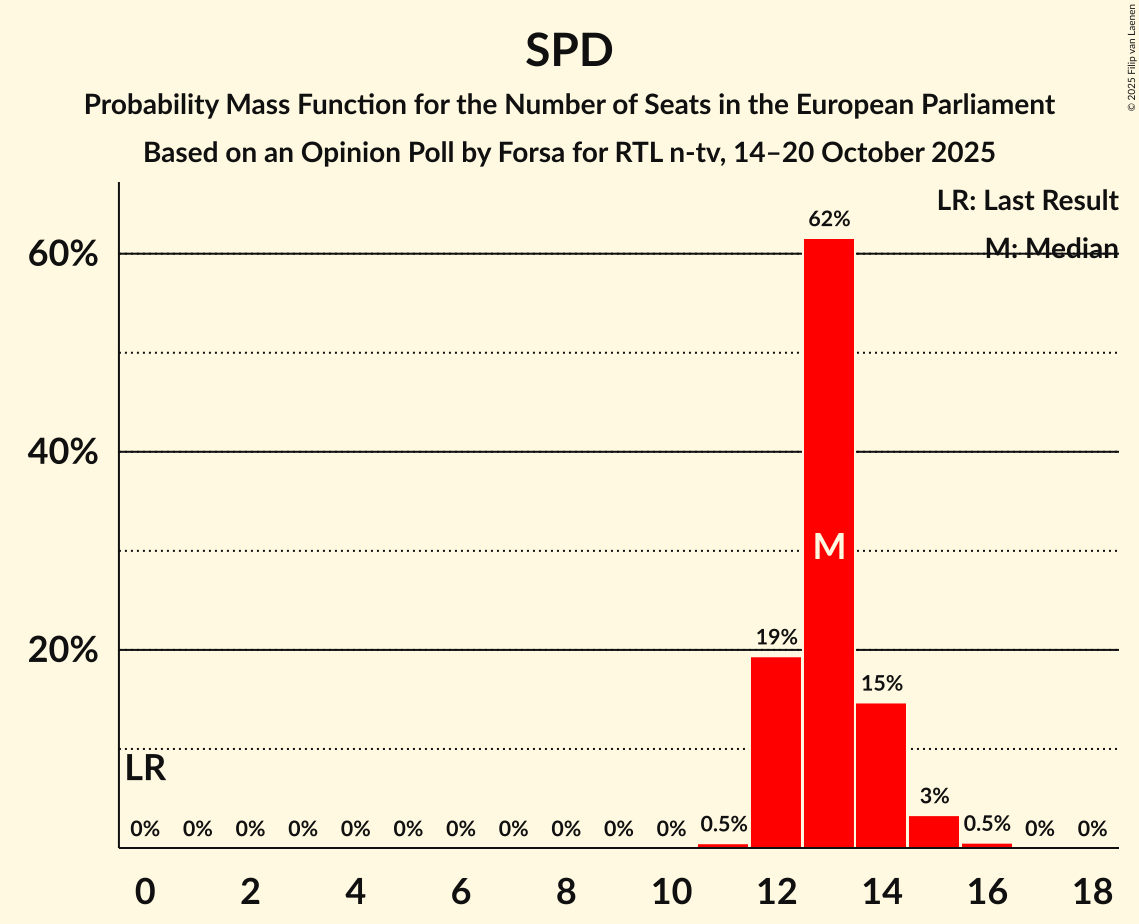 SPD
Probability Mass Function for the Number of Seats in the European Parliament
Based on an Opinion Poll by Forsa for RTL n-tv, 14–20 October 2025
© 2025 Filip van Laenen
LR: Last Result
M: Median
60%
40%
20%
62%
19%
15%
3%
0% 0% 0% 0% 0% 0% 0% 0% 0% 0% 0% 0.5% 0.5% 0% 0%
M
LR
0 2 4 6 8 10 12 14 16 18